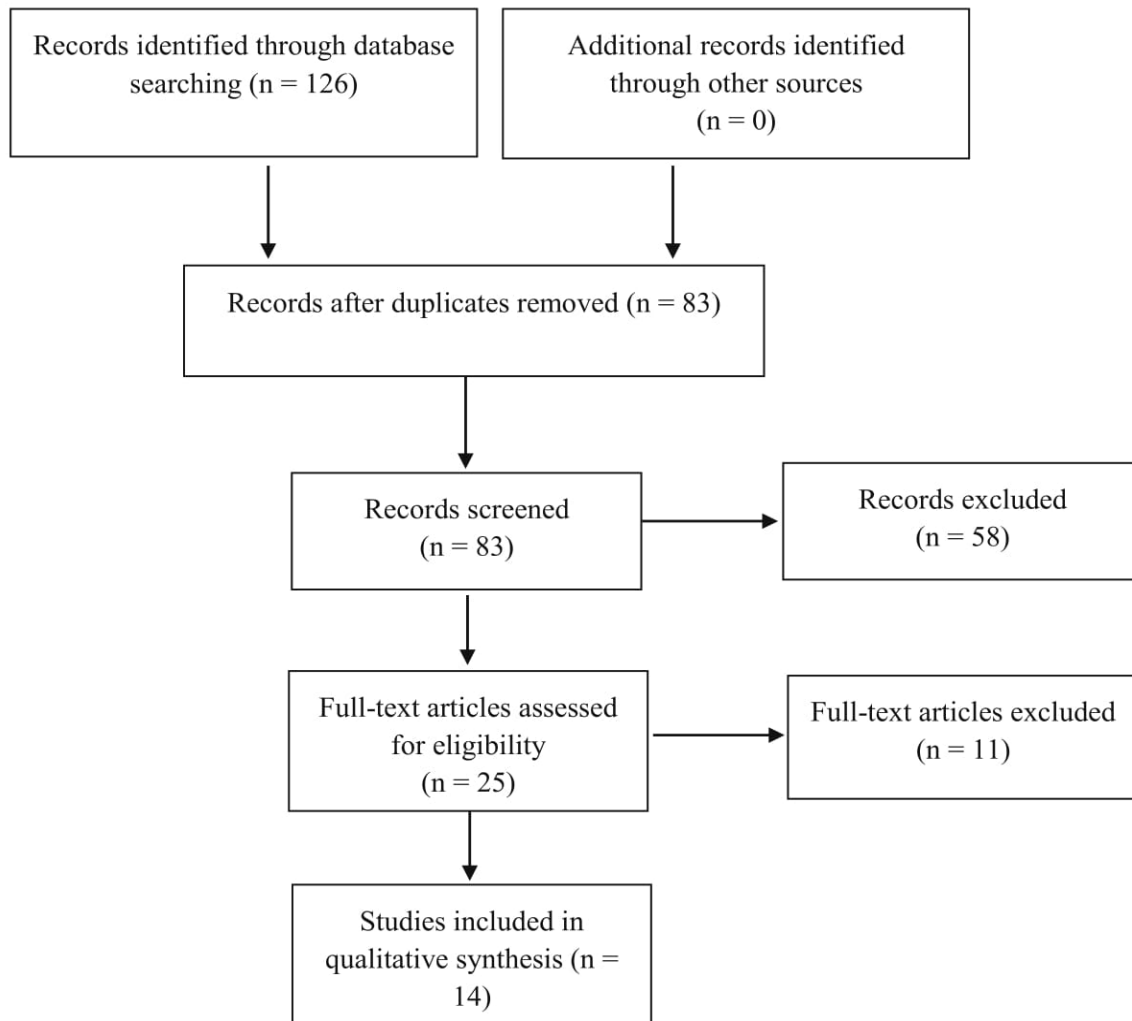 Records identified through database
searching (n = 126)
Additional records identified
through other sources
(n = 0)
Records after duplicates removed (n = 83)
Records screened
(n = 83)
Records excluded
(n = 58)
Full-text articles assessed
for eligibility
(n = 25)
Full-text articles excluded
(n = 11)
Studies included in
qualitative synthesis (n =
14)